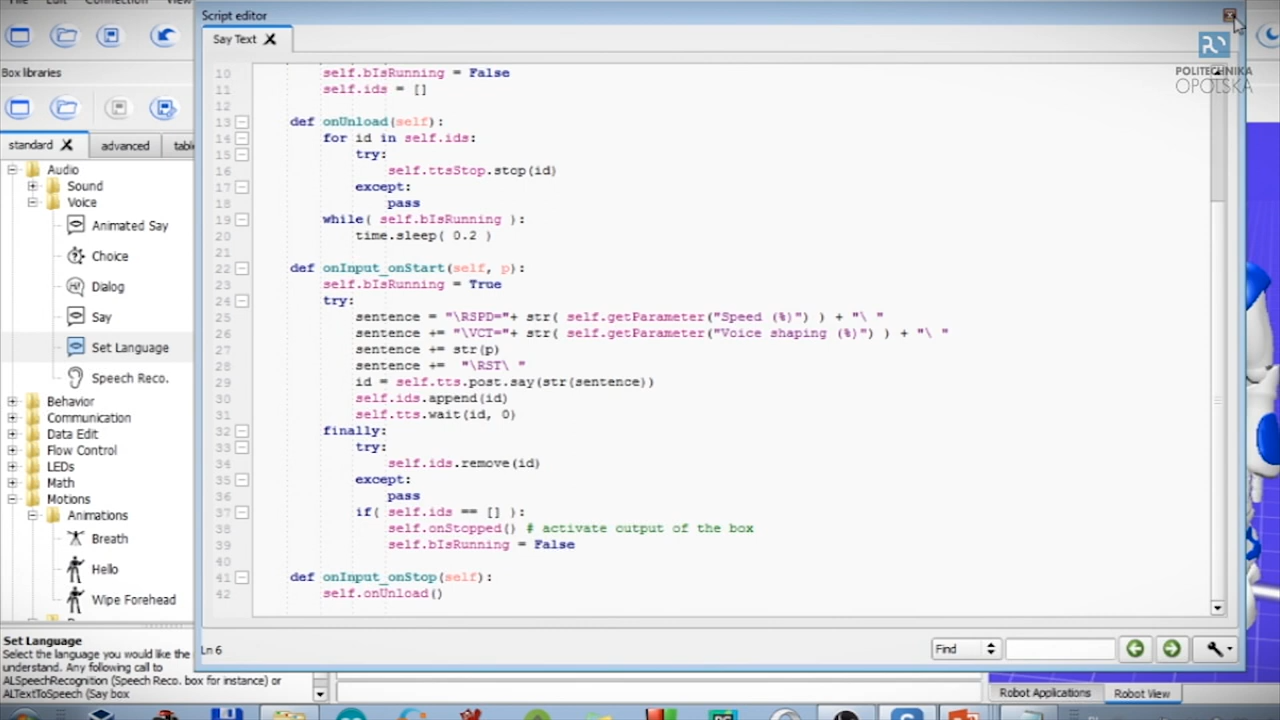 File
Edit
Connection
View
Script editor
Say Text
POLITECHNIKA
OPOLSKA
Box libraries
standard
advanced
Audio
Sound
Voice
Animated Say
Choice
Dialog
Say
Set Language
Speech Reco.
Behavior
Communication
Data Edit
Flow Control
LEDs
Math
Motions
Animations
Breath
Hello
Wipe Forehead
Set Language
Select the language you would like the
understand. Any following call to
ALSpeechRecognition (Speech Reco. box for instance) or
ALTextToSpeech (Say box
10 self.bIsRunning = False
11 self.ids = []
12
13 def onUnload(self):
14 for id in self.ids:
15 try:
16 self.ttsStop.stop(id)
17 except:
18 pass
19 while( self.bIsRunning ):
20 time.sleep( 0.2 )
21
22 def onInput_onStart(self, p):
23 self.bIsRunning = True
24 try:
25 sentence = "\RSPD="+ str( self.getParameter("Speed (%)") ) + "\ "
26 sentence += "\VCT="+ str( self.getParameter("Voice shaping (%)") ) + "\ "
27 sentence += str(p)
28 sentence += "\RST\ "
29 id = self.tts.post.say(str(sentence))
30 self.ids.append(id)
31 self.tts.wait(id, 0)
32 finally:
33 try:
34 self.ids.remove(id)
35 except:
36 pass
37 if( self.ids == [] ):
38 self.onStopped() # activate output of the box
39 self.bIsRunning = False
40
41 def onInput_onStop(self):
42 self.onUnload()
Ln 6
Find
Robot Applications
Robot View